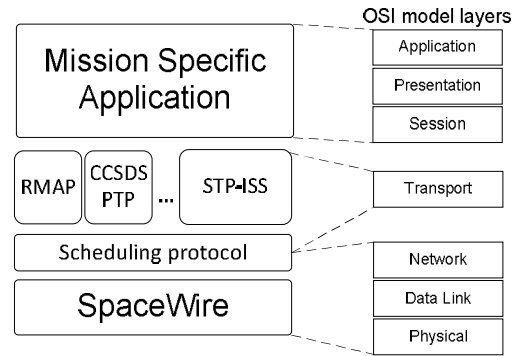 OSI model layers
Mission Specific
Application
Application
Presentation
Session
RMAP
CCSDS
PTP
...
STP-ISS
Transport
Scheduling protocol
SpaceWire
Network
Data Link
Physical